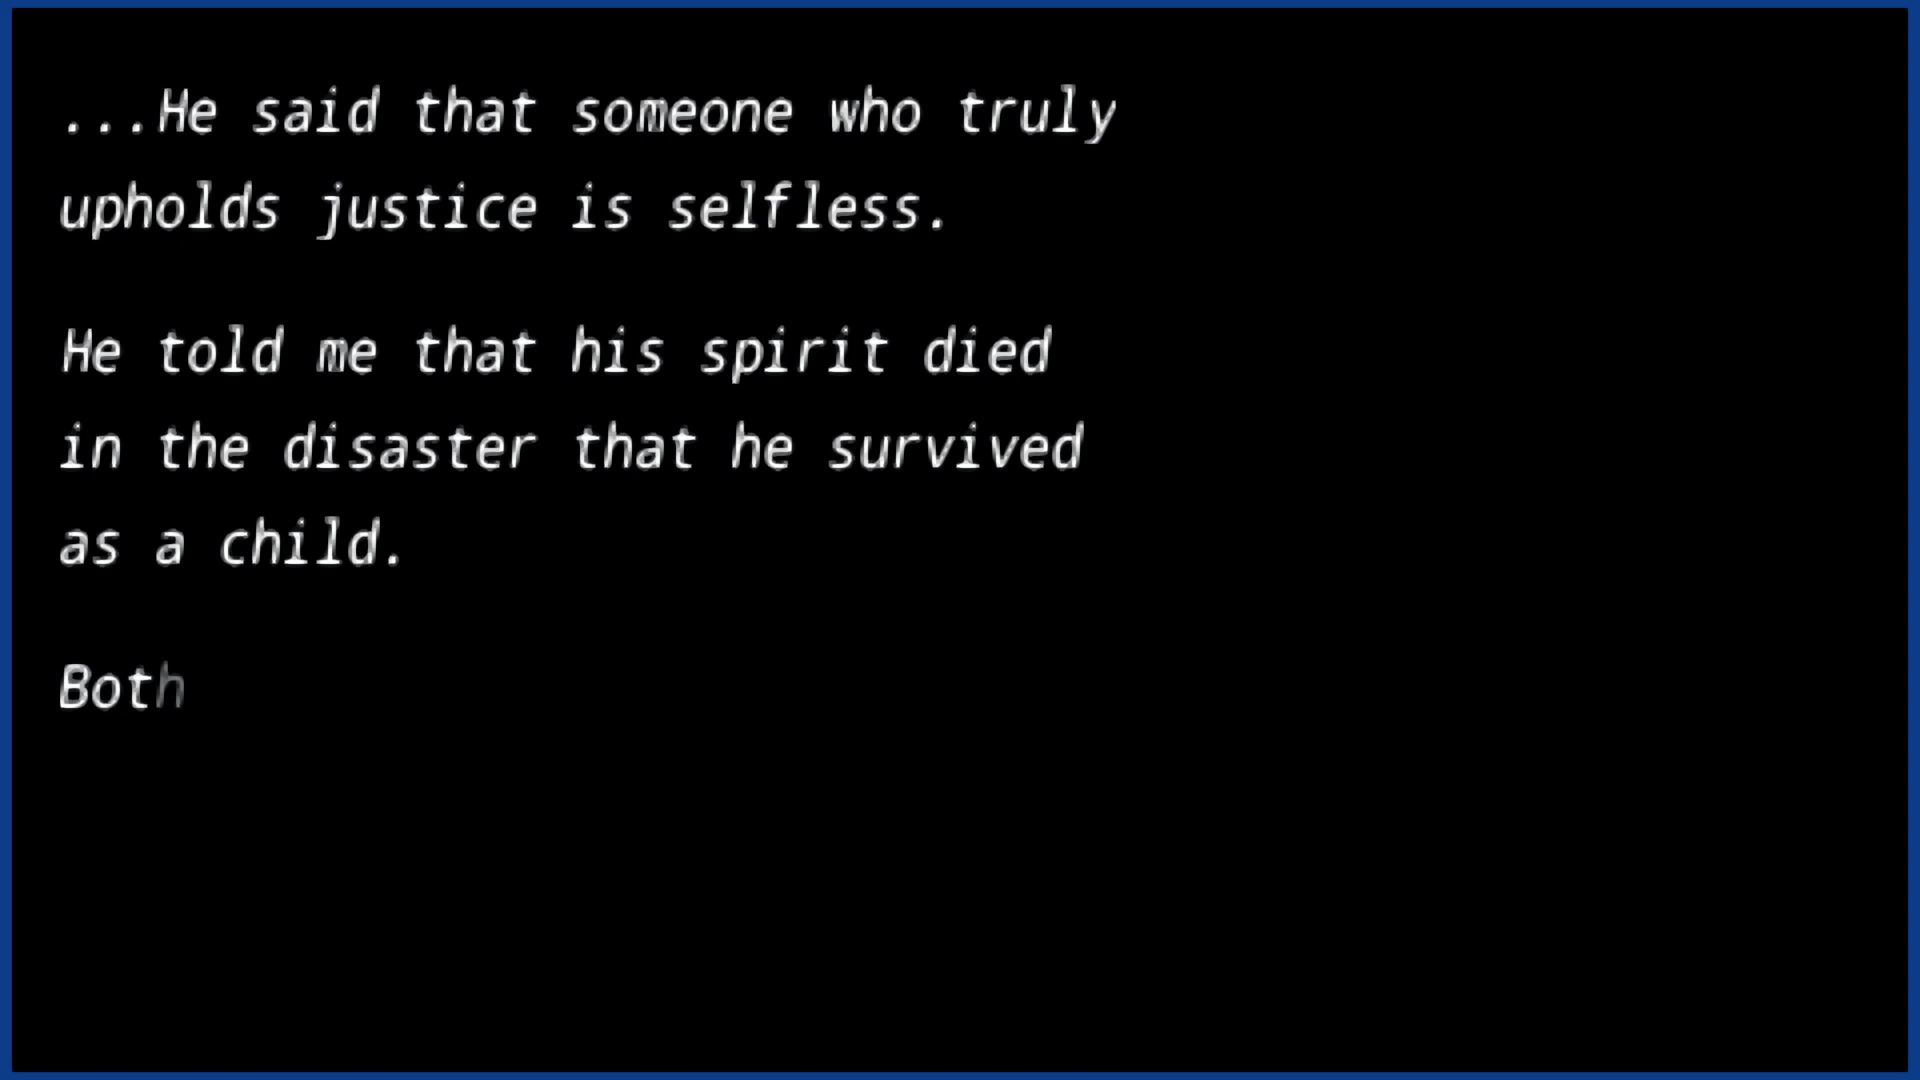 ...He said that someone who truly
upholds justice is selfless.
He told me that his spirit died
in the disaster that he survived
as a child.
Both